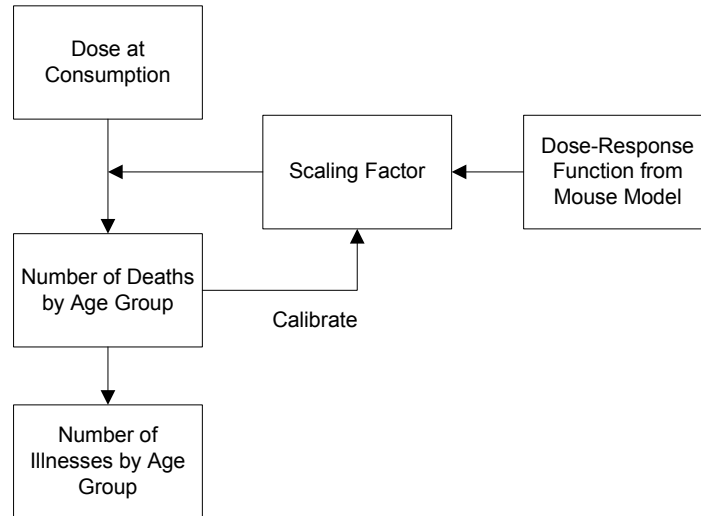 Dose at
Consumption
Scaling Factor
Dose-Response
Function from
Mouse Model
Number of Deaths
by Age Group
Calibrate
Number of
Illnesses by Age
Group